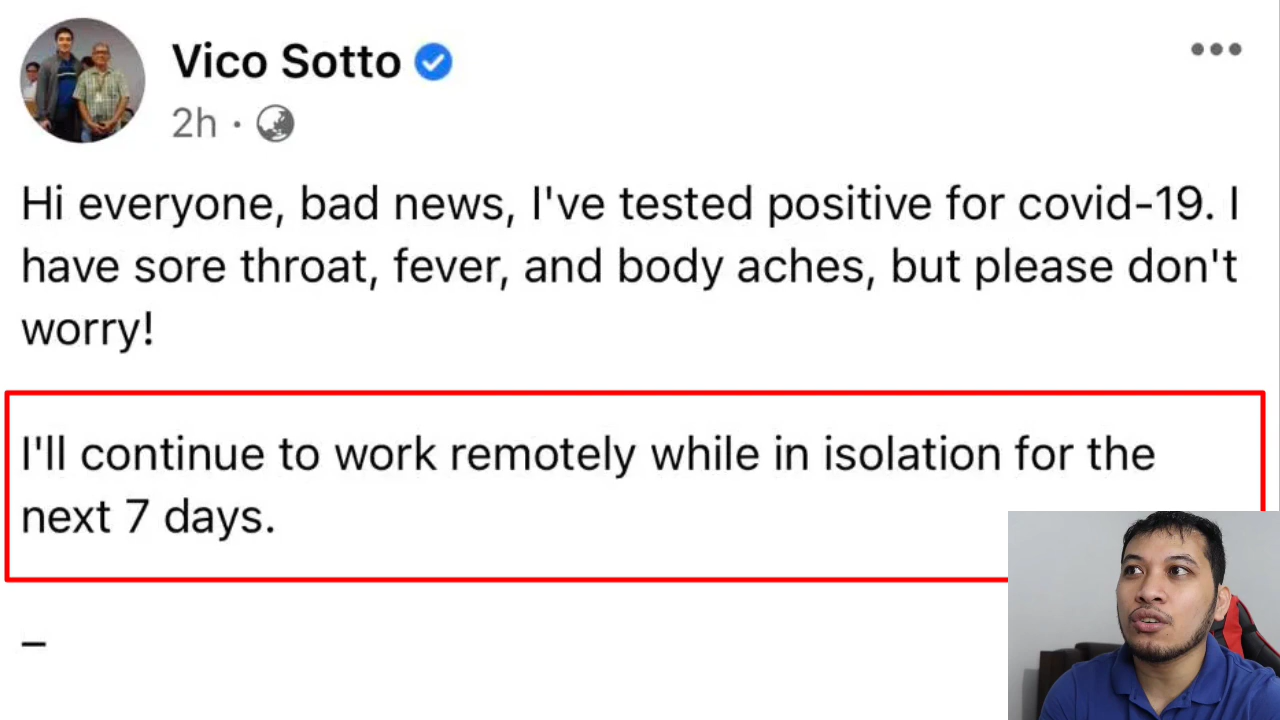 Vico Sotto
2h ·
Hi everyone, bad news, I've tested positive for covid-19. I
have sore throat, fever, and body aches, but please don't
worry!
I'll continue to work remotely while in isolation for the
next 7 days.
–